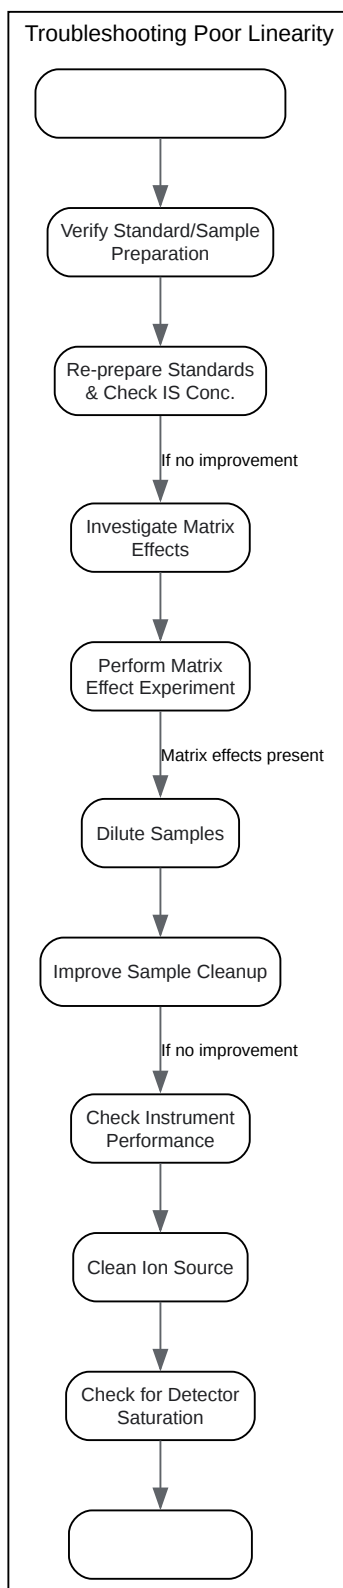 Troubleshooting Poor Linearity
Verify Standard/Sample
Preparation
Re-prepare Standards
& Check IS Conc.
If no improvement
Investigate Matrix
Effects
Perform Matrix
Effect Experiment
Matrix effects present
Dilute Samples
Improve Sample Cleanup
If no improvement
Check Instrument
Performance
Clean Ion Source
Check for Detector
Saturation